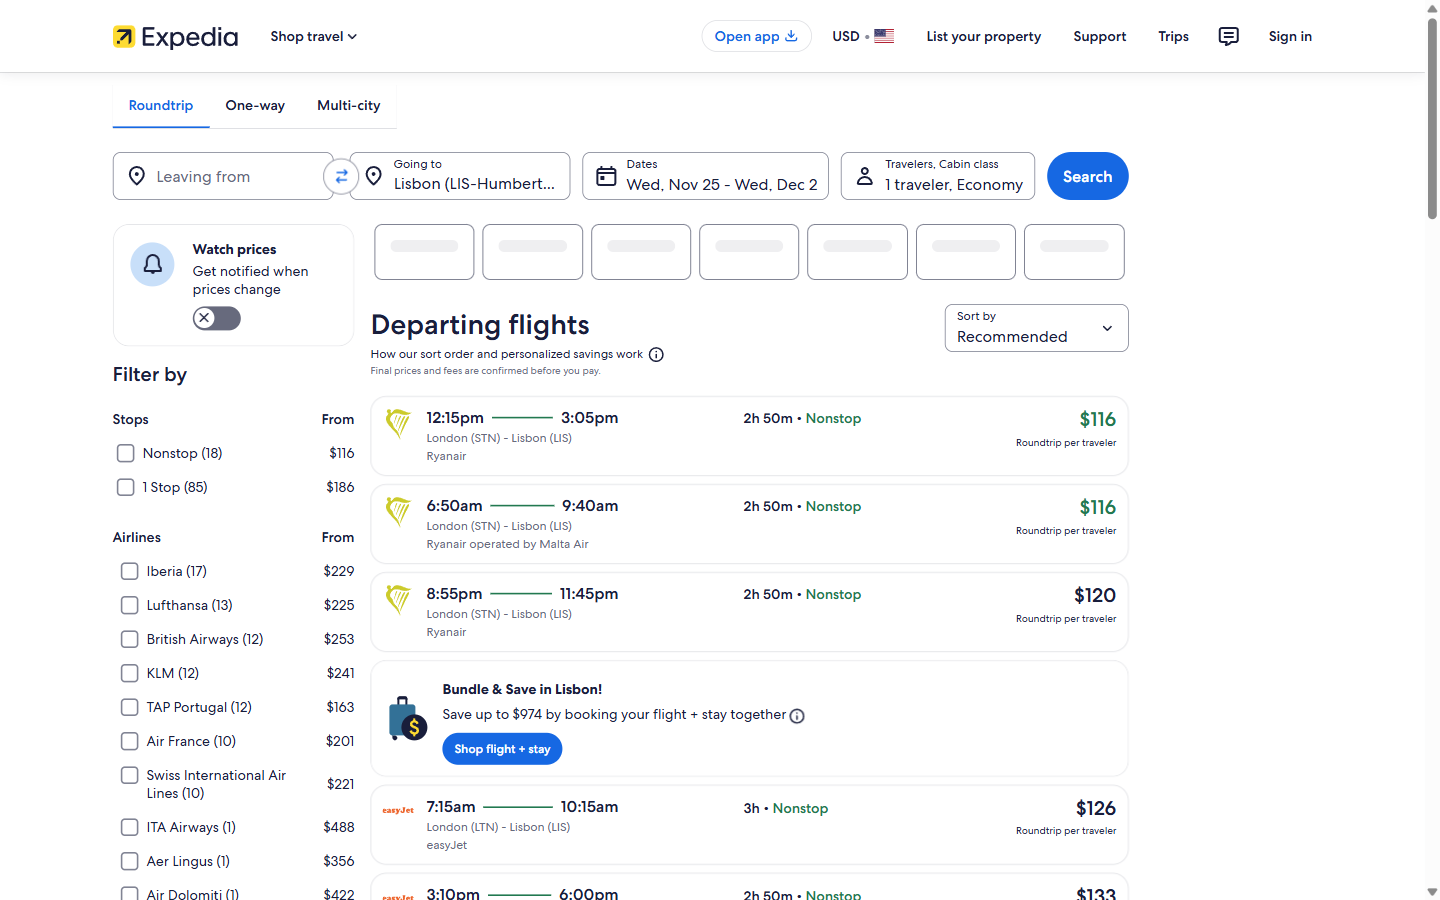 Expedia
Shop travel
Open app
USD • 
List your property
Support
Trips
Sign in
Roundtrip
One-way
Multi-city
Leaving from
Going to
Lisbon (LIS-Humbert...
Dates
Wed, Nov 25 - Wed, Dec 2
Travelers, Cabin class
1 traveler, Economy
Search
Watch prices
Get notified when
prices change
Filter by
Stops From
Nonstop (18) $116
1 Stop (85) $186
Airlines From
Iberia (17) $229
Lufthansa (13) $225
British Airways (12) $253
KLM (12) $241
TAP Portugal (12) $163
Air France (10) $201
Swiss International Air
Lines (10) $221
ITA Airways (1) $488
Aer Lingus (1) $356
Air Dolomiti (1) $422
Departing flights
How our sort order and personalized savings work
Final prices and fees are confirmed before you pay.
Sort by
Recommended
12:15pm 3:05pm 2h 50m • Nonstop $116
London (STN) - Lisbon (LIS) Roundtrip per traveler
Ryanair
6:50am 9:40am 2h 50m • Nonstop $116
London (STN) - Lisbon (LIS) Roundtrip per traveler
Ryanair operated by Malta Air
8:55pm 11:45pm 2h 50m • Nonstop $120
London (STN) - Lisbon (LIS) Roundtrip per traveler
Ryanair
Bundle & Save in Lisbon!
$ Save up to $974 by booking your flight + stay together
Shop flight + stay
easyJet 7:15am 10:15am 3h • Nonstop $126
London (LTN) - Lisbon (LIS) Roundtrip per traveler
easyJet
easyJet 3:10pm 6:00pm 2h 50m • Nonstop $133